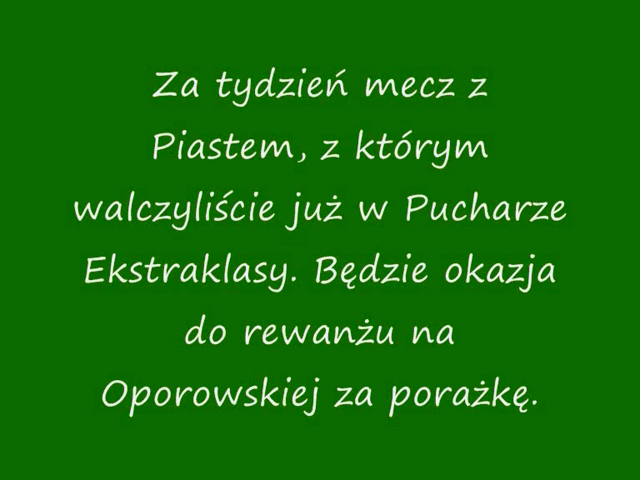 Za tydzień mecz z
Piastem, z którym
walczyliście już w Pucharze
Ekstraklasy. Będzie okazja
do rewanżu na
Oporowskiej za porażkę.